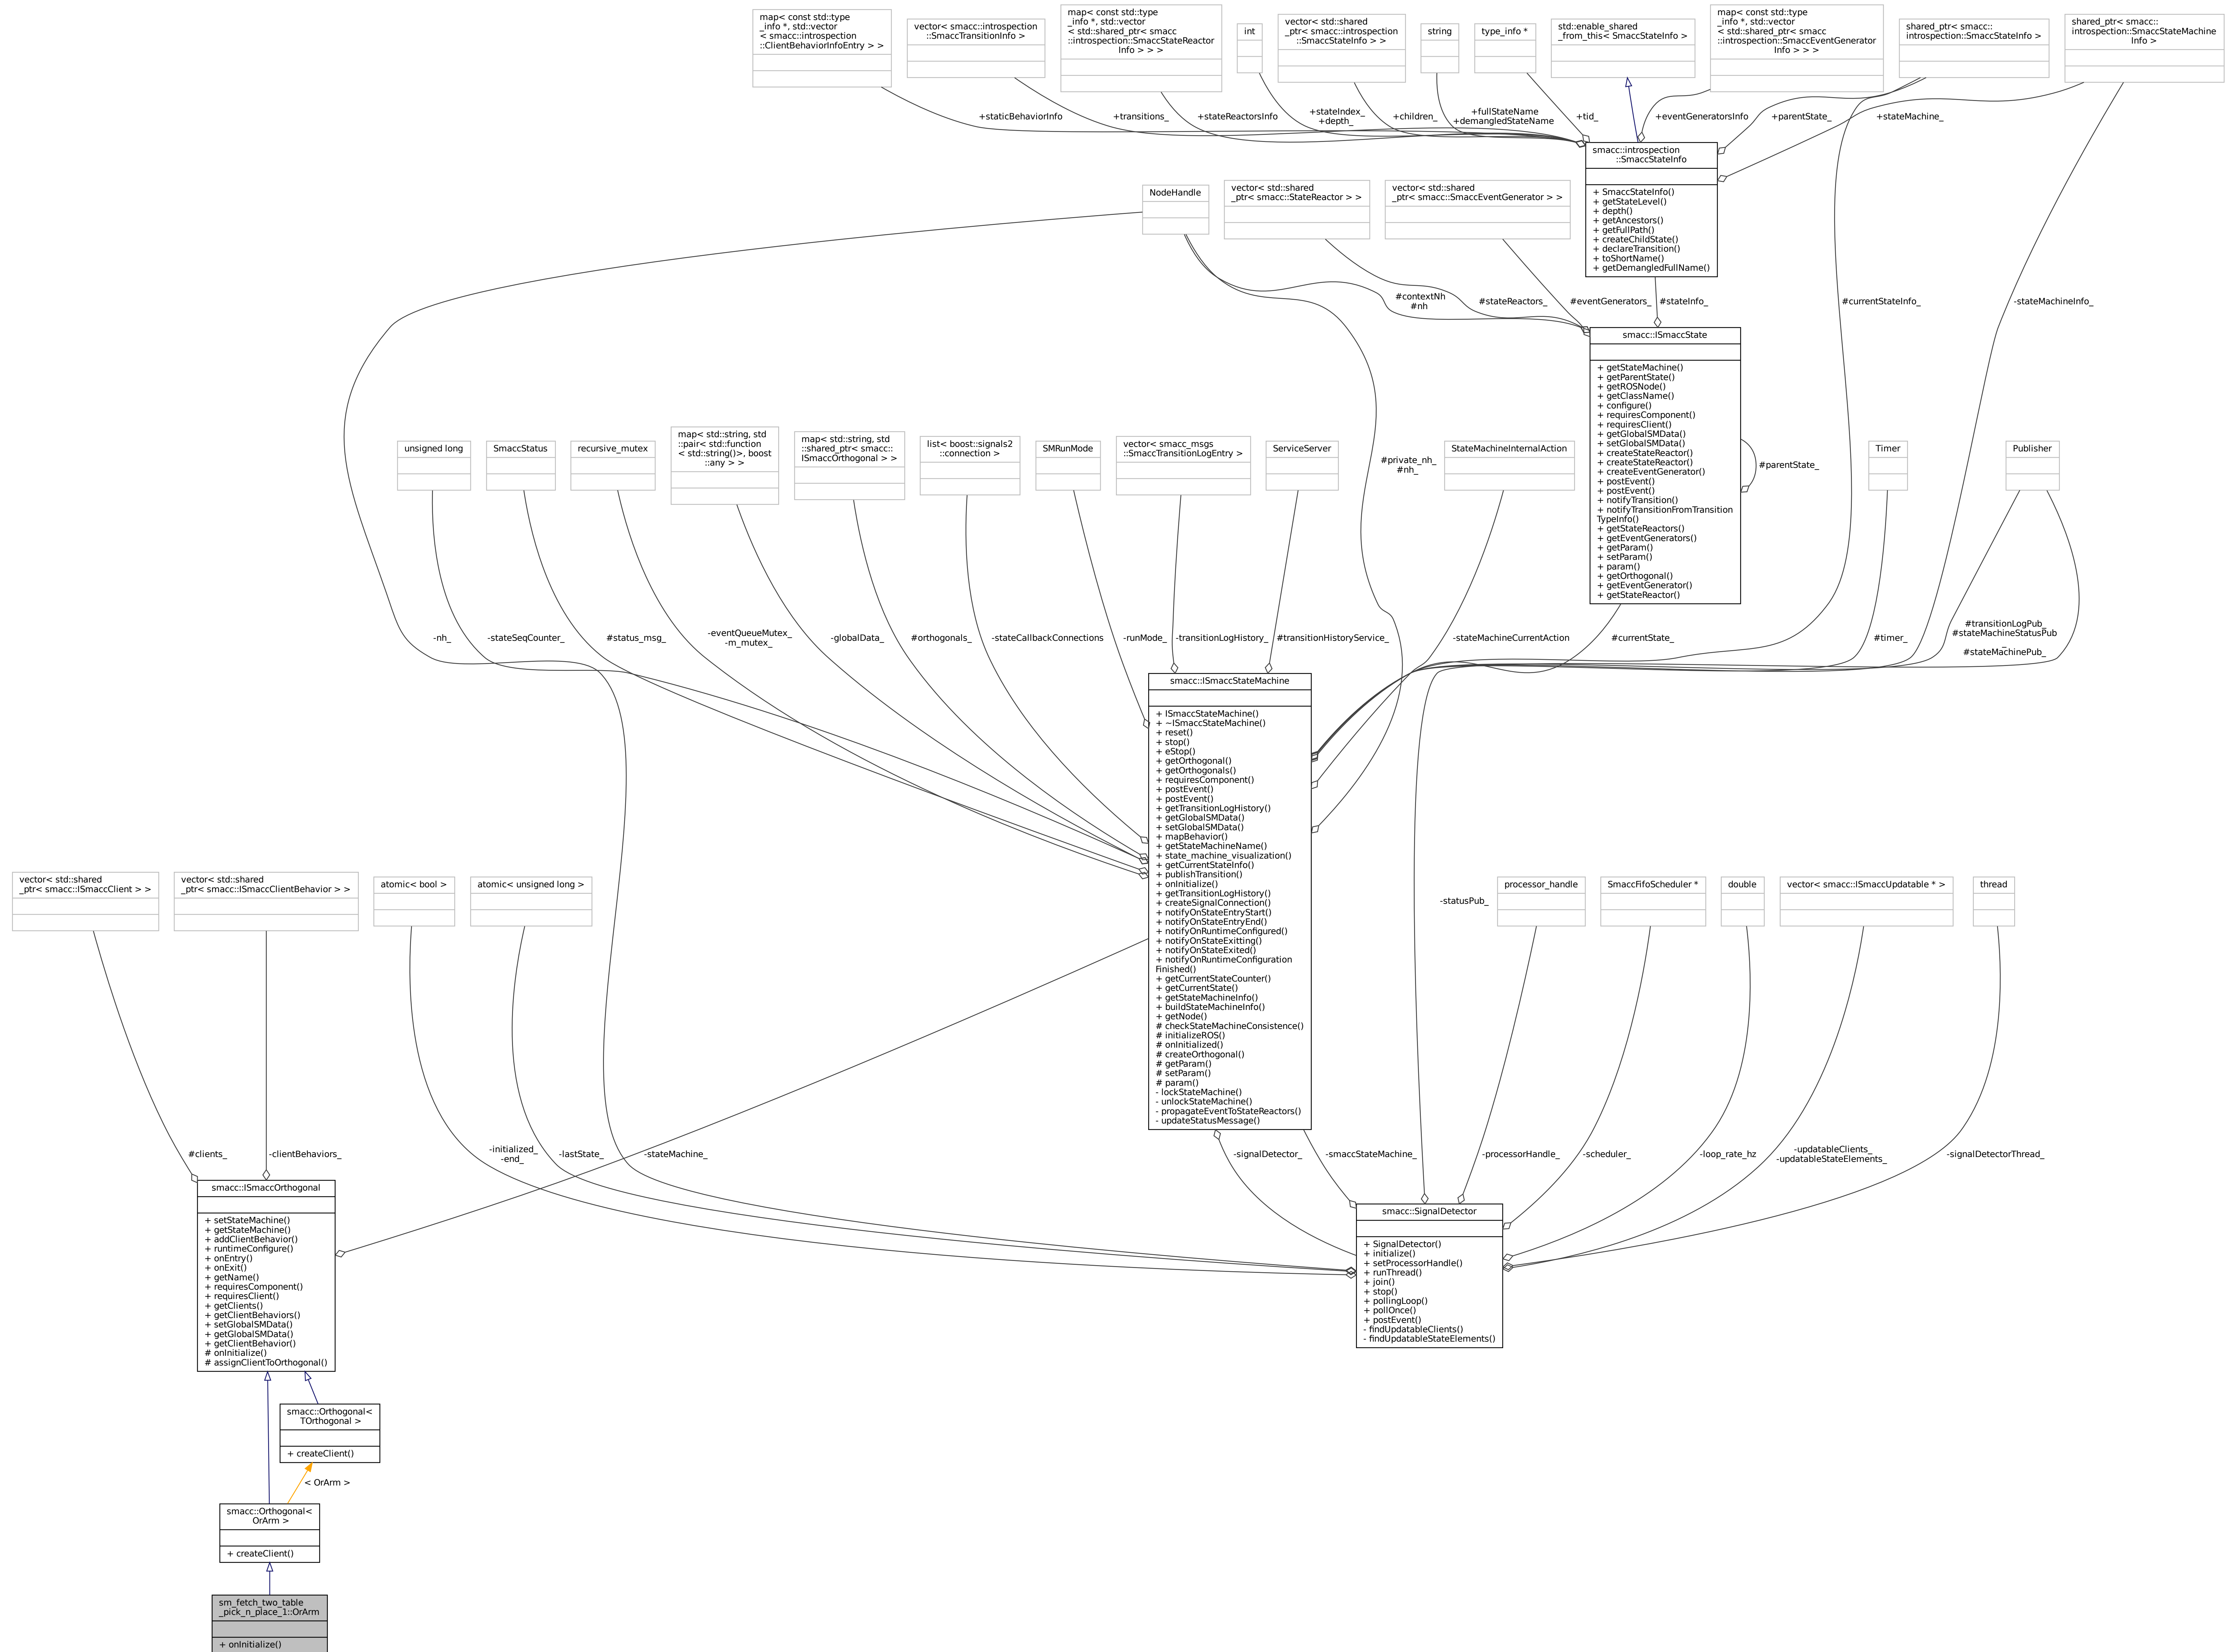 map< const std::type
_info *, std::vector
< smacc::introspection
::ClientBehaviorInfoEntry > >
vector< smacc::introspection
::SmaccTransitionInfo >
map< const std::type
_info *, std::vector
< std::shared_ptr< smacc
::introspection::SmaccStateReactor
Info > > >
int
vector< std::shared
_ptr< smacc::introspection
::SmaccStateInfo > >
string
type_info *
std::enable_shared
_from_this< SmaccStateInfo >
map< const std::type
_info *, std::vector
< std::shared_ptr< smacc
::introspection::SmaccEventGenerator
Info > > >
shared_ptr< smacc::
introspection::SmaccStateInfo >
shared_ptr< smacc::
introspection::SmaccStateMachine
Info >
+staticBehaviorInfo
+transitions_
+stateReactorsInfo
+stateIndex_
+depth_
+children_
+fullStateName
+demangledStateName
+tid_
+eventGeneratorsInfo
+parentState_
+stateMachine_
smacc::introspection
::SmaccStateInfo
+ SmaccStateInfo()
+ getStateLevel()
+ depth()
+ getAncestors()
+ getFullPath()
+ createChildState()
+ declareTransition()
+ toShortName()
+ getDemangledFullName()
NodeHandle
vector< std::shared
_ptr< smacc::StateReactor > >
vector< std::shared
_ptr< smacc::SmaccEventGenerator > >
#contextNh
#nh
#stateReactors_
#eventGenerators_
#stateInfo_
#currentStateInfo_
-stateMachineInfo_
smacc::ISmaccState
+ getStateMachine()
+ getParentState()
+ getROSNode()
+ getClassName()
+ configure()
+ requiresComponent()
+ requiresClient()
+ getGlobalSMData()
+ setGlobalSMData()
+ createStateReactor()
+ createStateReactor()
+ createEventGenerator()
+ postEvent()
+ postEvent()
+ notifyTransition()
+ notifyTransitionFromTransition
TypeInfo()
+ getStateReactors()
+ getEventGenerators()
+ getParam()
+ setParam()
+ param()
+ getOrthogonal()
+ getEventGenerator()
+ getStateReactor()
#parentState_
unsigned long
SmaccStatus
recursive_mutex
map< std::string, std
::pair< std::function
< std::string()>, boost
::any > >
map< std::string, std
::shared_ptr< smacc::
ISmaccOrthogonal > >
list< boost::signals2
::connection >
SMRunMode
vector< smacc_msgs
::SmaccTransitionLogEntry >
ServiceServer
#private_nh_
#nh_
StateMachineInternalAction
Timer
Publisher
-nh_
-stateSeqCounter_
#status_msg_
-eventQueueMutex_
-m_mutex_
-globalData_
#orthogonals_
-stateCallbackConnections
-runMode_
-transitionLogHistory_
#transitionHistoryService_
-stateMachineCurrentAction
#currentState_
#timer_
#transitionLogPub_
#stateMachineStatusPub
_
#stateMachinePub_
smacc::ISmaccStateMachine
+ ISmaccStateMachine()
+ ~ISmaccStateMachine()
+ reset()
+ stop()
+ eStop()
+ getOrthogonal()
+ getOrthogonals()
+ requiresComponent()
+ postEvent()
+ postEvent()
+ getTransitionLogHistory()
+ getGlobalSMData()
+ setGlobalSMData()
+ mapBehavior()
+ getStateMachineName()
+ state_machine_visualization()
+ getCurrentStateInfo()
+ publishTransition()
+ onInitialize()
+ getTransitionLogHistory()
+ createSignalConnection()
+ notifyOnStateEntryStart()
+ notifyOnStateEntryEnd()
+ notifyOnRuntimeConfigured()
+ notifyOnStateExitting()
+ notifyOnStateExited()
+ notifyOnRuntimeConfiguration
Finished()
+ getCurrentStateCounter()
+ getCurrentState()
+ getStateMachineInfo()
+ buildStateMachineInfo()
+ getNode()
# checkStateMachineConsistence()
# initializeROS()
# onInitialized()
# createOrthogonal()
# getParam()
# setParam()
# param()
- lockStateMachine()
- unlockStateMachine()
- propagateEventToStateReactors()
- updateStatusMessage()
vector< std::shared
_ptr< smacc::ISmaccClient > >
vector< std::shared
_ptr< smacc::ISmaccClientBehavior > >
atomic< bool >
atomic< unsigned long >
-statusPub_
processor_handle
SmaccFifoScheduler *
double
vector< smacc::ISmaccUpdatable * >
thread
#clients_
-clientBehaviors_
-initialized_
-end_
-lastState_
-stateMachine_
-signalDetector_
-smaccStateMachine_
-processorHandle_
-scheduler_
-loop_rate_hz
-updatableClients_
-updatableStateElements_
-signalDetectorThread_
smacc::ISmaccOrthogonal
+ setStateMachine()
+ getStateMachine()
+ addClientBehavior()
+ runtimeConfigure()
+ onEntry()
+ onExit()
+ getName()
+ requiresComponent()
+ requiresClient()
+ getClients()
+ getClientBehaviors()
+ setGlobalSMData()
+ getGlobalSMData()
+ getClientBehavior()
# onInitialize()
# assignClientToOrthogonal()
smacc::SignalDetector
+ SignalDetector()
+ initialize()
+ setProcessorHandle()
+ runThread()
+ join()
+ stop()
+ pollingLoop()
+ pollOnce()
+ postEvent()
- findUpdatableClients()
- findUpdatableStateElements()
smacc::Orthogonal<
TOrthogonal >
+ createClient()
< OrArm >
smacc::Orthogonal<
OrArm >
+ createClient()
sm_fetch_two_table
_pick_n_place_1::OrArm
+ onInitialize()